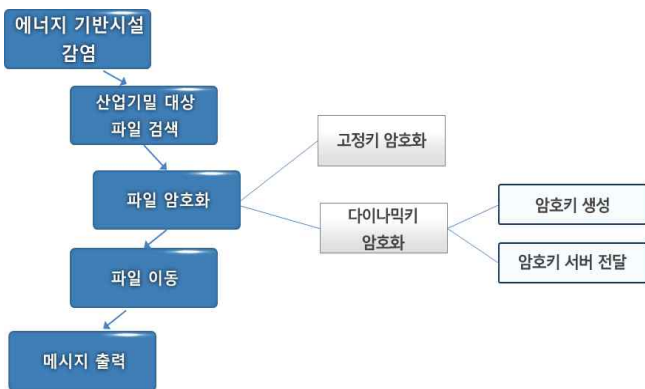 에너지 기반시설
감염
산업기밀 대상
파일 검색
고정키 암호화
파일 암호화
다이나믹키
암호화
암호키 생성
암호키 서버 전달
파일 이동
메시지 출력